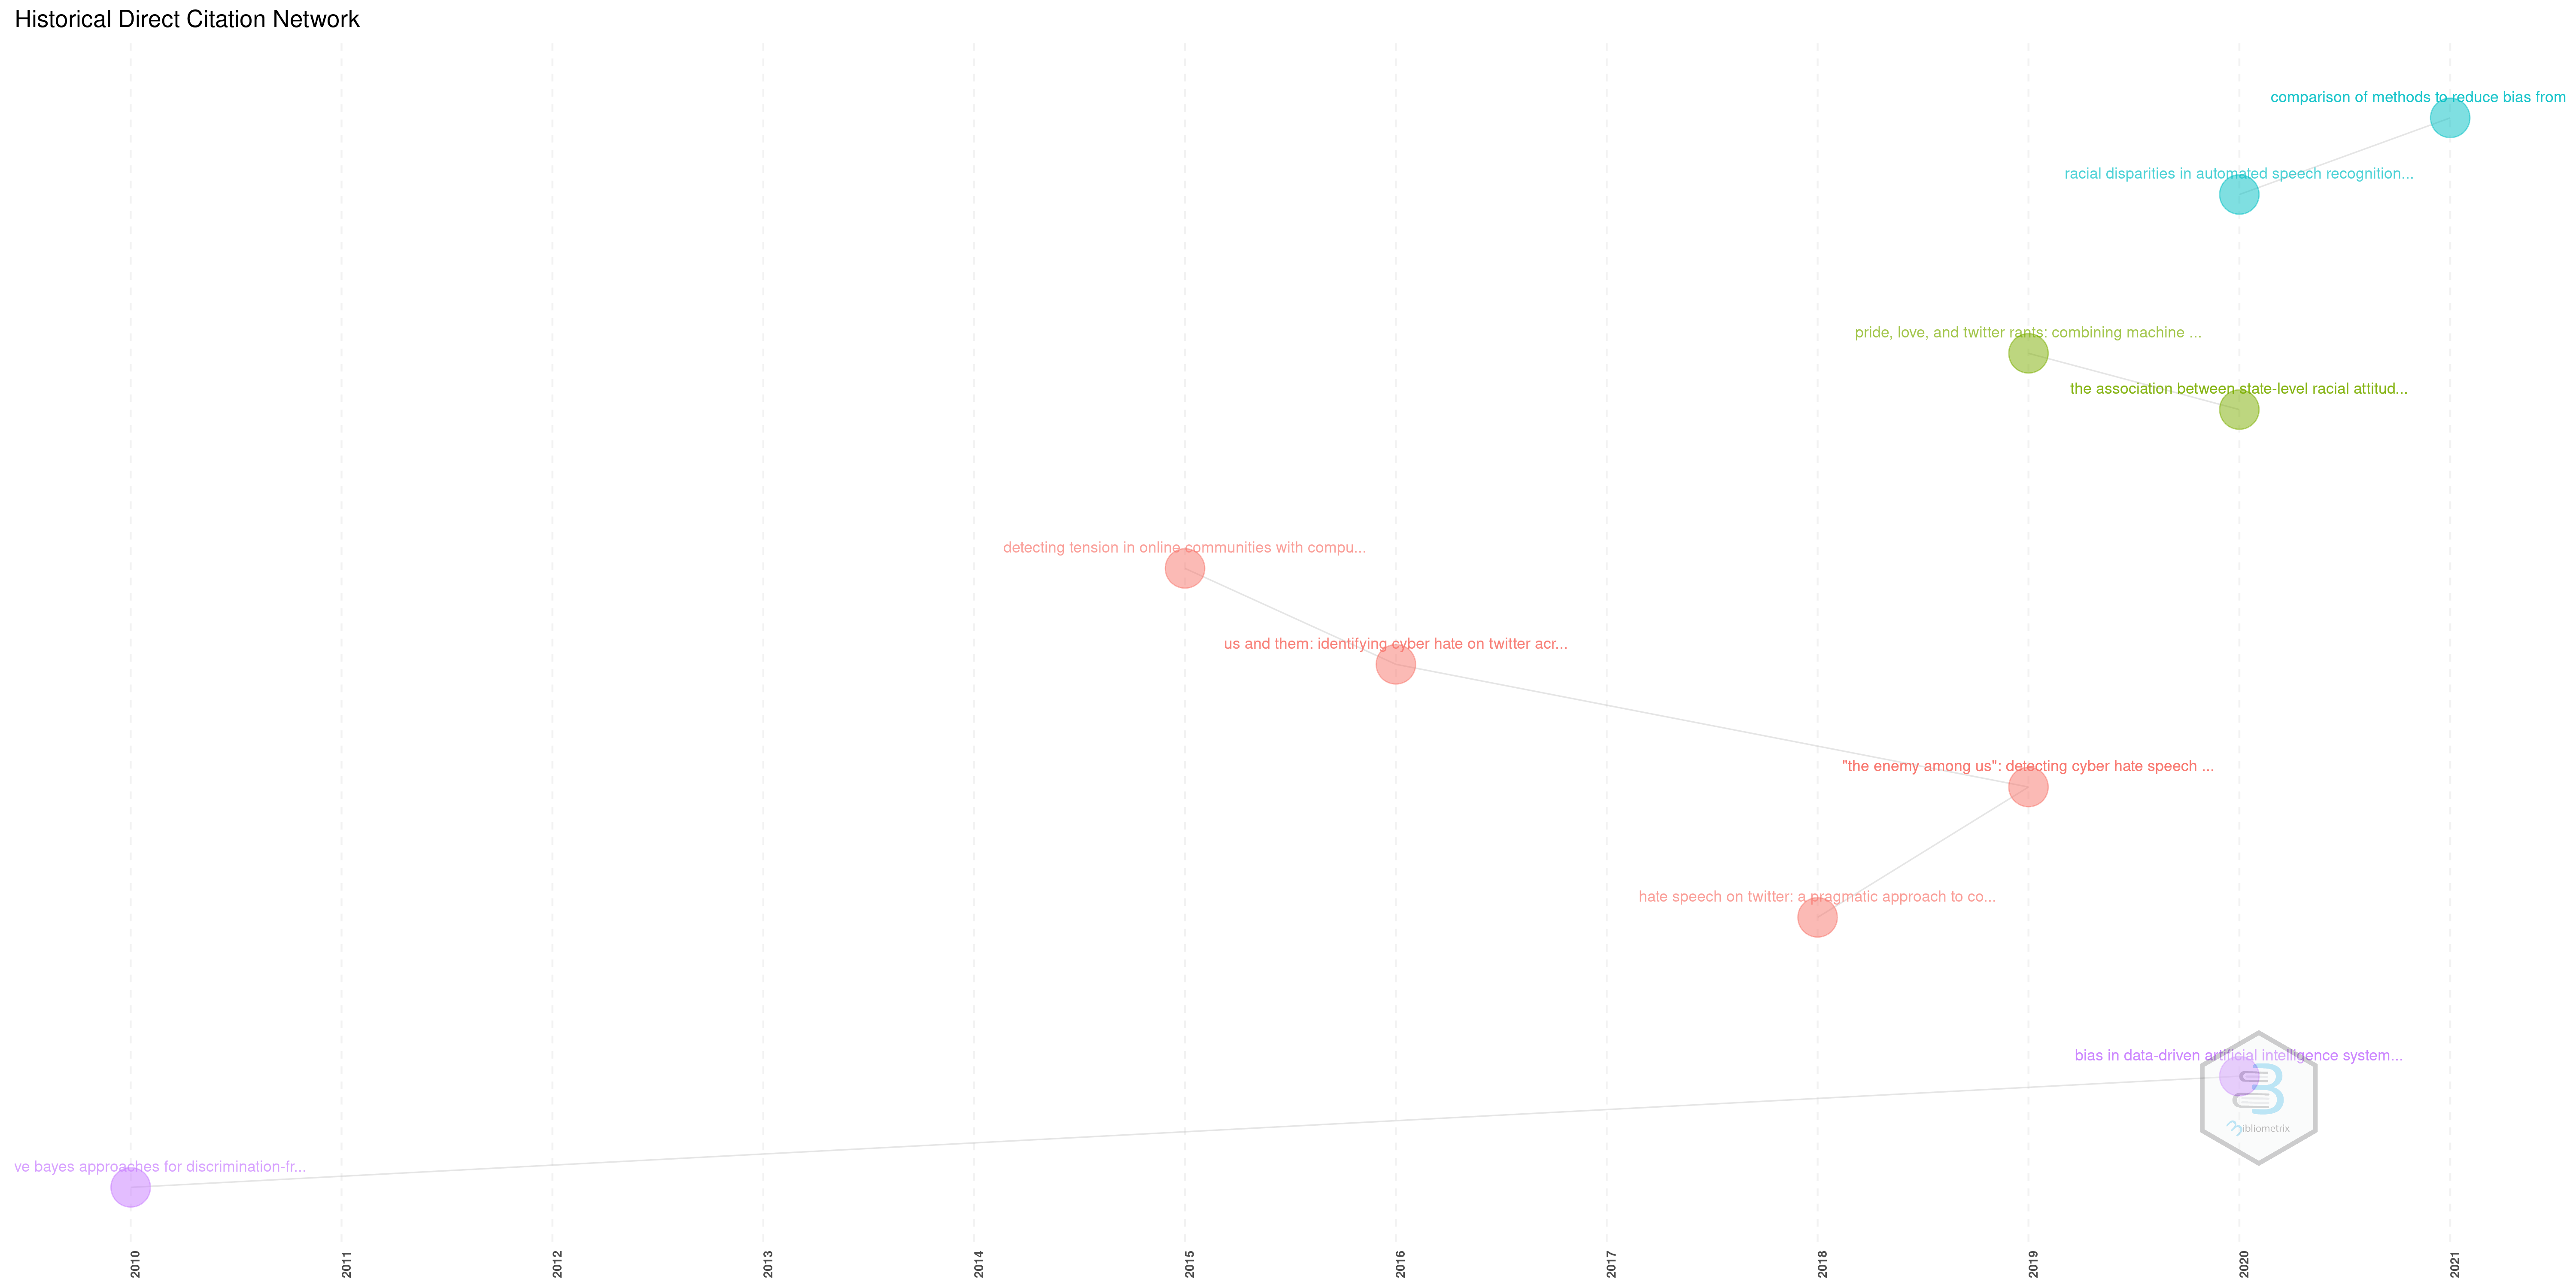 Historical Direct Citation Network
comparison of methods to reduce bias from
racial disparities in automated speech recognition...
pride, love, and twitter rants: combining machine ...
the association between state-level racial attitud...
detecting tension in online communities with compu...
us and them: identifying cyber hate on twitter acr...
"the enemy among us": detecting cyber hate speech ...
hate speech on twitter: a pragmatic approach to co...
bias in data-driven artificial intelligence system...
ibliometrix
ve bayes approaches for discrimination-fr...
2010
2011
2012
2013
2014
2015
2016
2017
2018
2019
2020
2021